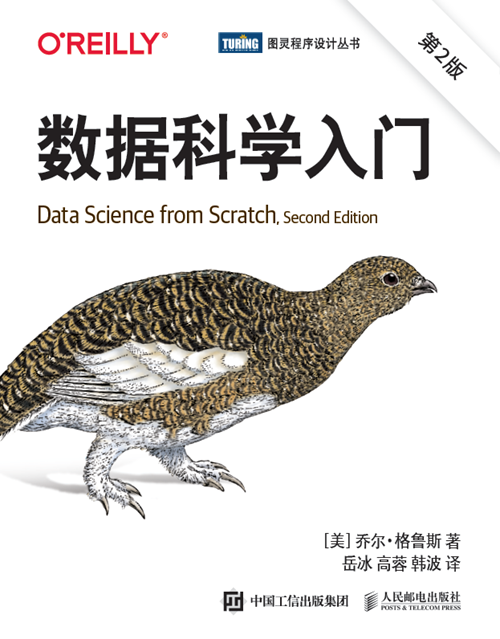 O'REILLY®
TURING 图灵程序设计丛书
第2版
数据科学入门
Data Science from Scratch, Second Edition
[美] 乔尔·格鲁斯 著
岳冰 高蓉 韩波 译
中国工信出版集团
人民邮电出版社
POSTS & TELECOM PRESS